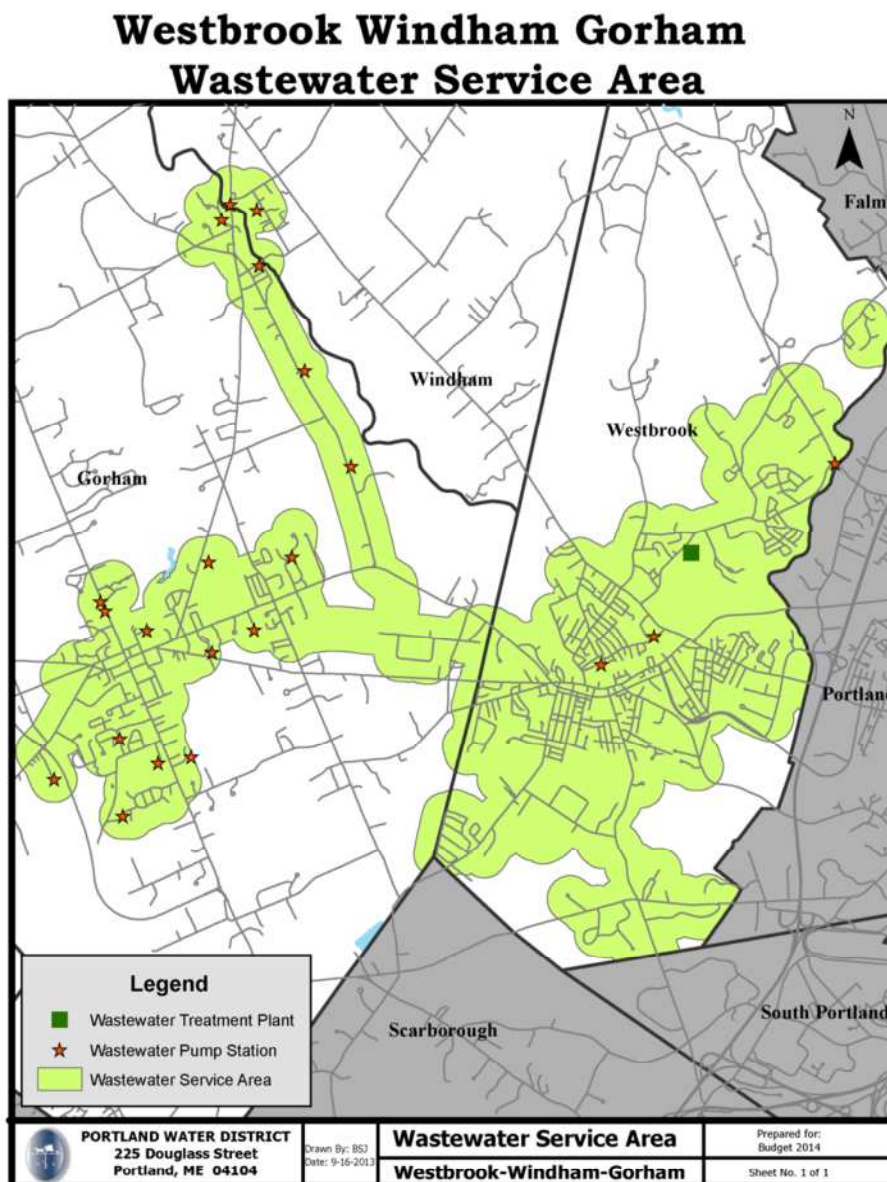 Westbrook Windham Gorham
Wastewater Service Area
N
Falm
Windham
Westbrook
Gorham
Portland
Legend
Wastewater Treatment Plant
Wastewater Pump Station
Wastewater Service Area
Scarborough
South Portland
PORTLAND WATER DISTRICT
225 Douglass Street
Portland, ME 04104
Drawn By: BSJ
Date: 9-16-2013
Wastewater Service Area
Westbrook-Windham-Gorham
Prepared for:
Budget 2014
Sheet No. 1 of 1